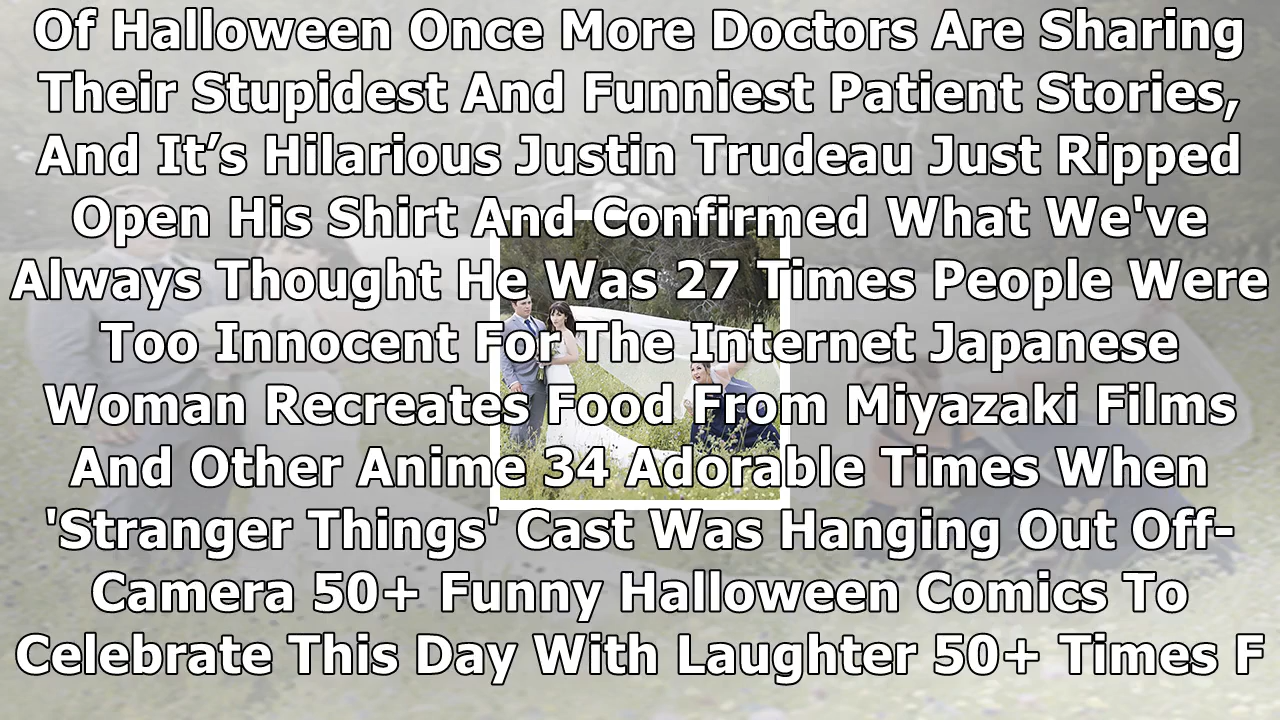 Of Halloween Once More Doctors Are Sharing
Their Stupidest And Funniest Patient Stories,
And It’s Hilarious Justin Trudeau Just Ripped
Open His Shirt And Confirmed What We've
Always Thought He Was 27 Times People Were
Too Innocent For The Internet Japanese
Woman Recreates Food From Miyazaki Films
And Other Anime 34 Adorable Times When
'Stranger Things' Cast Was Hanging Out Off-
Camera 50+ Funny Halloween Comics To
Celebrate This Day With Laughter 50+ Times F